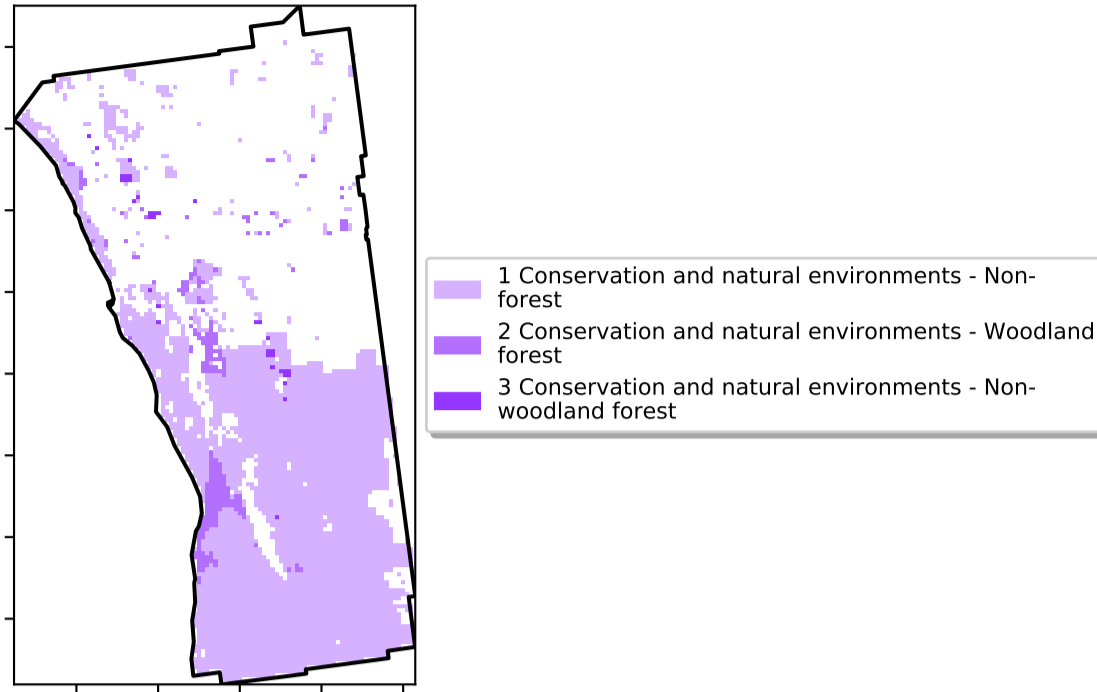 1 Conservation and natural environments - Non-
forest
2 Conservation and natural environments - Woodland
forest
3 Conservation and natural environments - Non-
woodland forest